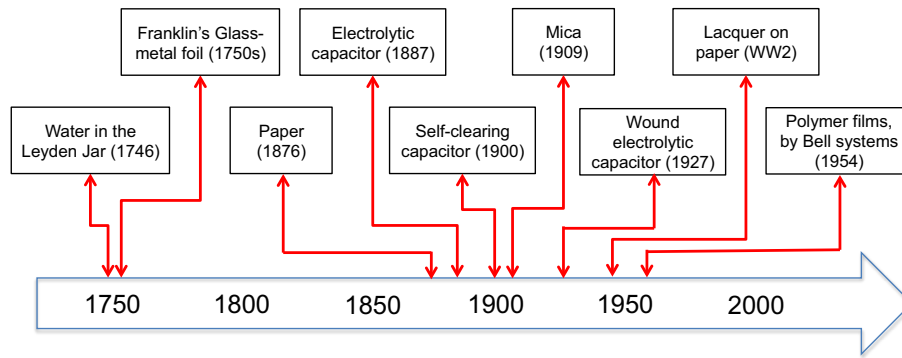 Franklin's Glass-
metal foil (1750s)
Electrolytic
capacitor (1887)
Mica
(1909)
Lacquer on
paper (WW2)
Water in the
Leyden Jar (1746)
Paper
(1876)
Self-clearing
capacitor (1900)
Wound
electrolytic
capacitor (1927)
Polymer films,
by Bell systems
(1954)
1750 1800 1850 1900 1950 2000